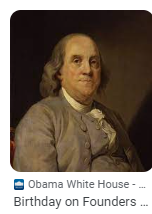 Obama White House - ...
Birthday on Founders ...